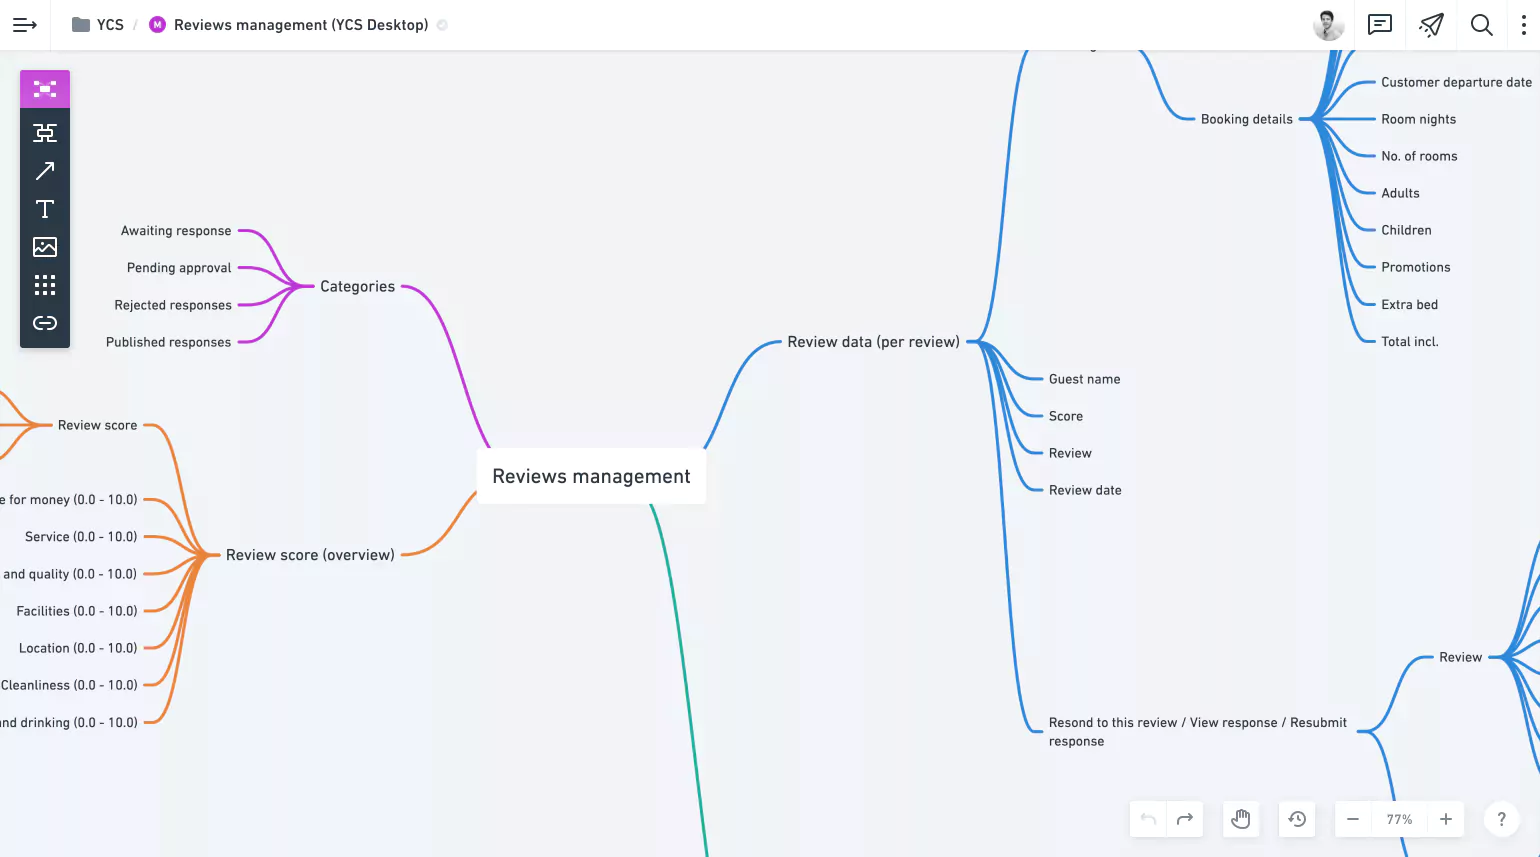 YCS / M Reviews management (YCS Desktop)
Customer departure date
Booking details
Room nights
No. of rooms
Adults
Children
Promotions
Extra bed
Total incl.
Awaiting response
Pending approval
Rejected responses
Published responses
Categories
Review data (per review)
Guest name
Score
Review
Review date
Review score
Reviews management
e for money (0.0 - 10.0)
Service (0.0 - 10.0)
and quality (0.0 - 10.0)
Facilities (0.0 - 10.0)
Location (0.0 - 10.0)
Cleanliness (0.0 - 10.0)
nd drinking (0.0 - 10.0)
Review score (overview)
Review
Resond to this review / View response / Resubmit
response
77%
?